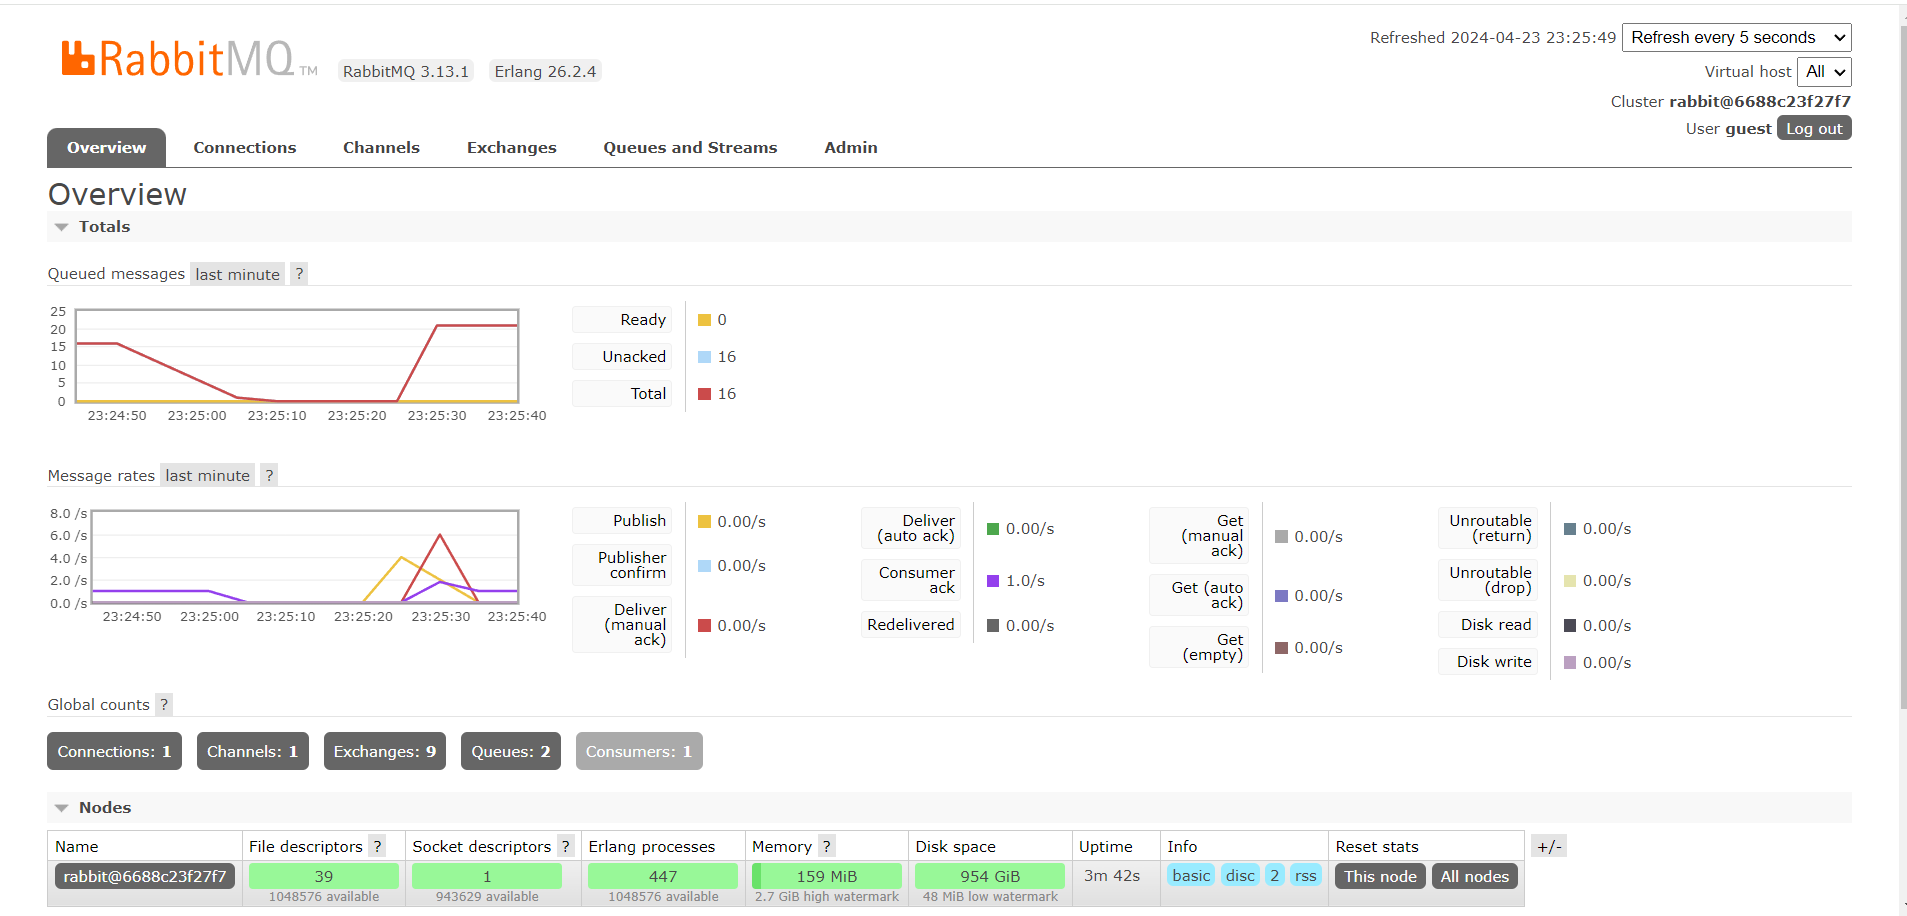 RabbitMQ TM
RabbitMQ 3.13.1 Erlang 26.2.4
Refreshed 2024-04-23 23:25:49 Refresh every 5 seconds
Virtual host All
Cluster rabbit@6688c23f27f7
User guest Log out
Overview Connections Channels Exchanges Queues and Streams Admin
Overview
Totals
Queued messages last minute ?
25
20
15
10
5
0
23:24:50 23:25:00 23:25:10 23:25:20 23:25:30 23:25:40
Ready 0
Unacked 16
Total 16
Message rates last minute ?
8.0 /s
6.0 /s
4.0 /s
2.0 /s
0.0 /s
23:24:50 23:25:00 23:25:10 23:25:20 23:25:30 23:25:40
Publish 0.00/s
Publisher
confirm 0.00/s
Deliver
(manual
ack) 0.00/s
Deliver
(auto ack) 0.00/s
Consumer
ack 1.0/s
Redelivered 0.00/s
Get
(manual
ack) 0.00/s
Get (auto
ack) 0.00/s
Get
(empty) 0.00/s
Unroutable
(return) 0.00/s
Unroutable
(drop) 0.00/s
Disk read 0.00/s
Disk write 0.00/s
Global counts ?
Connections: 1 Channels: 1 Exchanges: 9 Queues: 2 Consumers: 1
Nodes
Name File descriptors ? Socket descriptors ? Erlang processes Memory ? Disk space Uptime Info Reset stats +/-
rabbit@6688c23f27f7 39 1 447 159 MiB 954 GiB 3m 42s basic disc 2 rss This node All nodes
1048576 available 943629 available 1048576 available 2.7 GiB high watermark 48 MiB low watermark